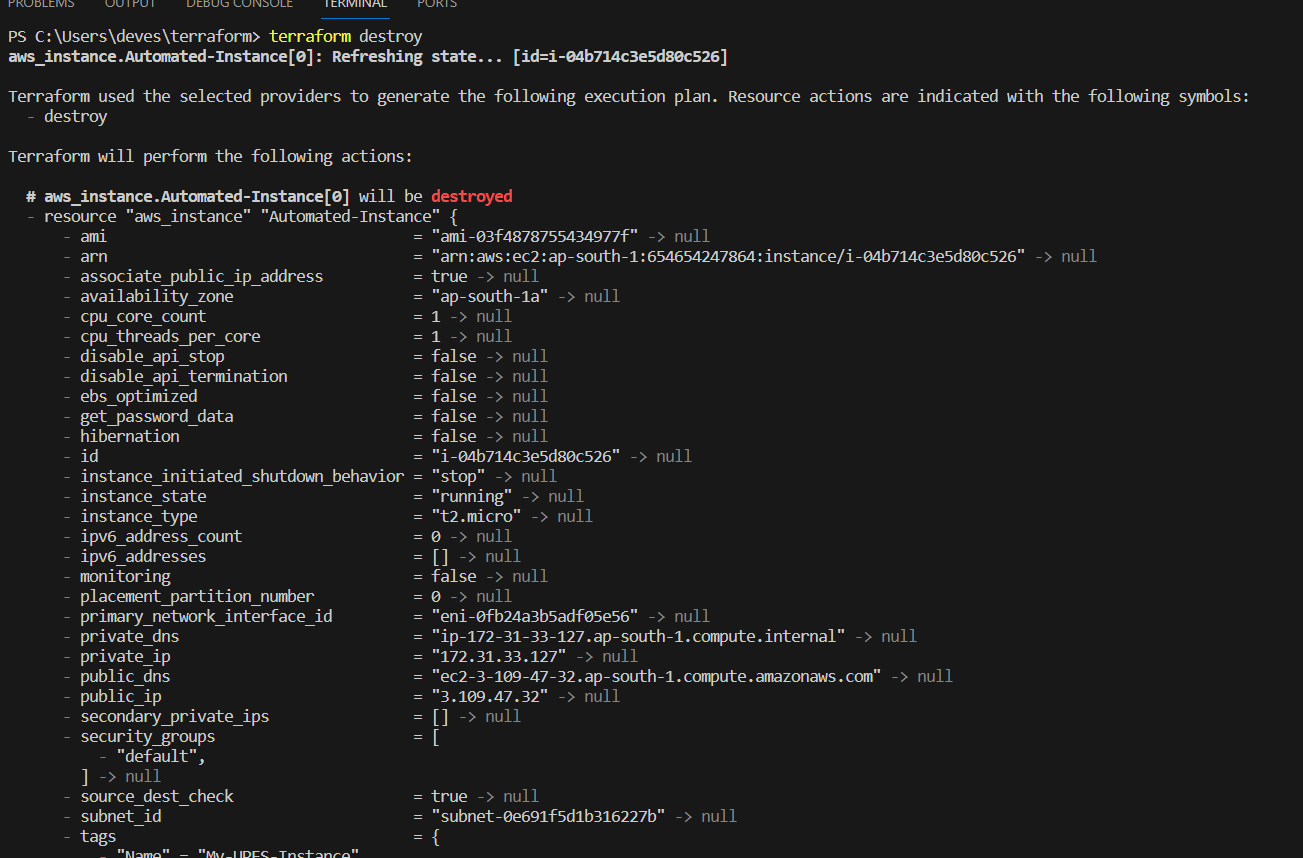 PROBLEMS OUTPUT DEBUG CONSOLE TERMINAL PORTS
PS C:\Users\deves\terraform> terraform destroy
aws_instance.Automated-Instance[0]: Refreshing state... [id=i-04b714c3e5d80c526]
Terraform used the selected providers to generate the following execution plan. Resource actions are indicated with the following symbols:
- destroy
Terraform will perform the following actions:
# aws_instance.Automated-Instance[0] will be destroyed
- resource "aws_instance" "Automated-Instance" {
- ami = "ami-03f4878755434977f" -> null
- arn = "arn:aws:ec2:ap-south-1:654654247864:instance/i-04b714c3e5d80c526" -> null
- associate_public_ip_address = true -> null
- availability_zone = "ap-south-1a" -> null
- cpu_core_count = 1 -> null
- cpu_threads_per_core = 1 -> null
- disable_api_stop = false -> null
- disable_api_termination = false -> null
- ebs_optimized = false -> null
- get_password_data = false -> null
- hibernation = false -> null
- id = "i-04b714c3e5d80c526" -> null
- instance_initiated_shutdown_behavior = "stop" -> null
- instance_state = "running" -> null
- instance_type = "t2.micro" -> null
- ipv6_address_count = 0 -> null
- ipv6_addresses = [] -> null
- monitoring = false -> null
- placement_partition_number = 0 -> null
- primary_network_interface_id = "eni-0fb24a3b5adf05e56" -> null
- private_dns = "ip-172-31-33-127.ap-south-1.compute.internal" -> null
- private_ip = "172.31.33.127" -> null
- public_dns = "ec2-3-109-47-32.ap-south-1.compute.amazonaws.com" -> null
- public_ip = "3.109.47.32" -> null
- secondary_private_ips = [] -> null
- security_groups = [
- "default",
] -> null
- source_dest_check = true -> null
- subnet_id = "subnet-0e691f5d1b316227b" -> null
- tags = {
- "Name" = "My-UPES-Instance"